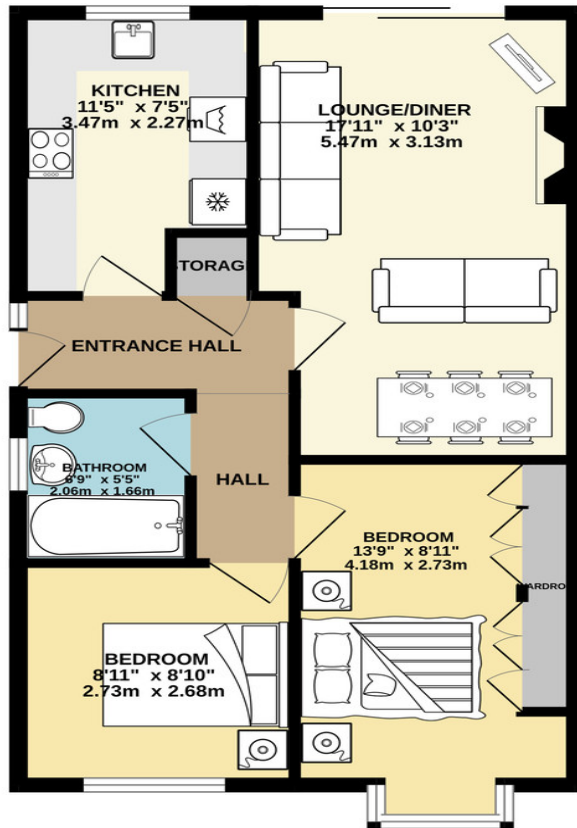 KITCHEN
11'5" x 7'5"
3.47m x 2.27m
LOUNGE/DINER
17'11" x 10'3"
5.47m x 3.13m
STORAGE
ENTRANCE HALL
BATHROOM
6'9" x 5'5"
2.06m x 1.66m
HALL
BEDROOM
13'9" x 8'11"
4.18m x 2.73m
BEDROOM
8'11" x 8'10"
2.73m x 2.68m